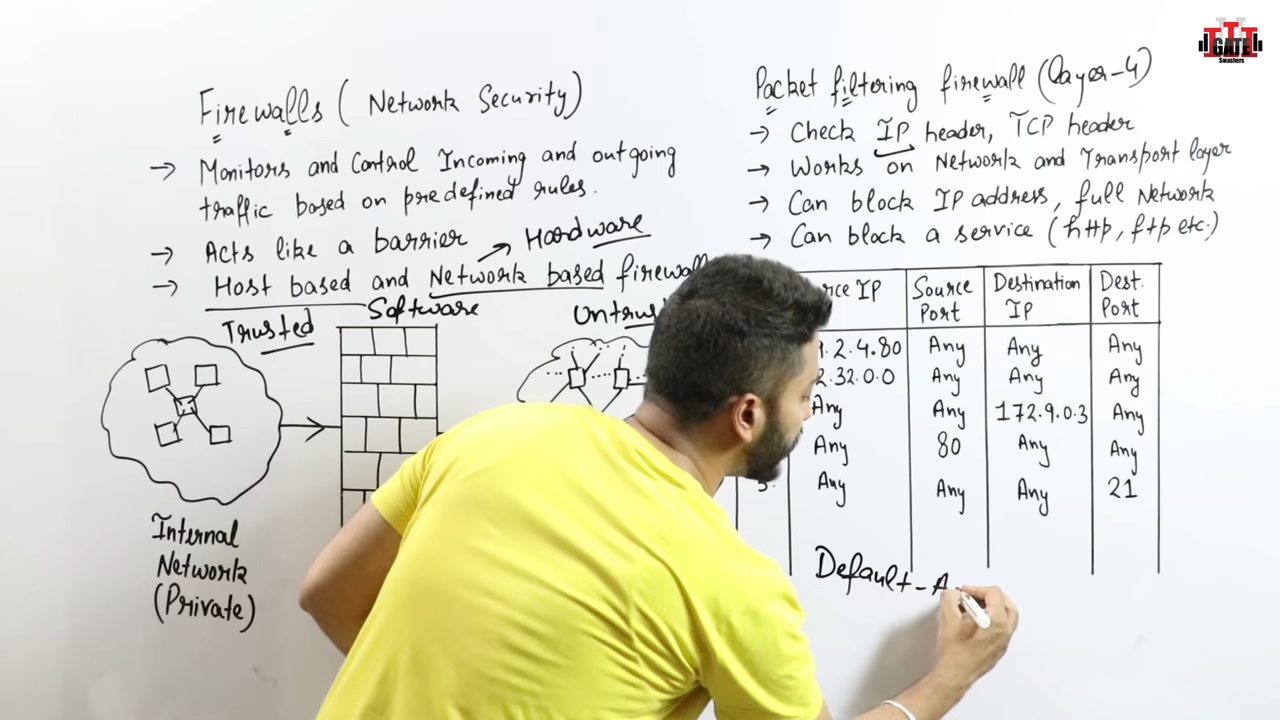 GATE
Smashers
Firewalls (Network Security)
→ Monitors and Control Incoming and outgoing
traffic based on predefined rules.
→ Acts like a barrier
→ Hardware
→ Host based and Network based firewall
Software
Trusted
Internal
Network
(Private)
Packet filtering firewall (layer-4)
→ Check IP header, TCP header
→ Works on Network and Transport layer
→ Can block IP address, full Network
→ Can block a service (http, ftp etc.)
IP Source Port Destination IP Dest. Port
.2.4.80 Any Any Any
.32.0.0 Any Any Any
Any Any 172.9.0.3 Any
Any 80 Any Any
Any Any Any 21
Default - A